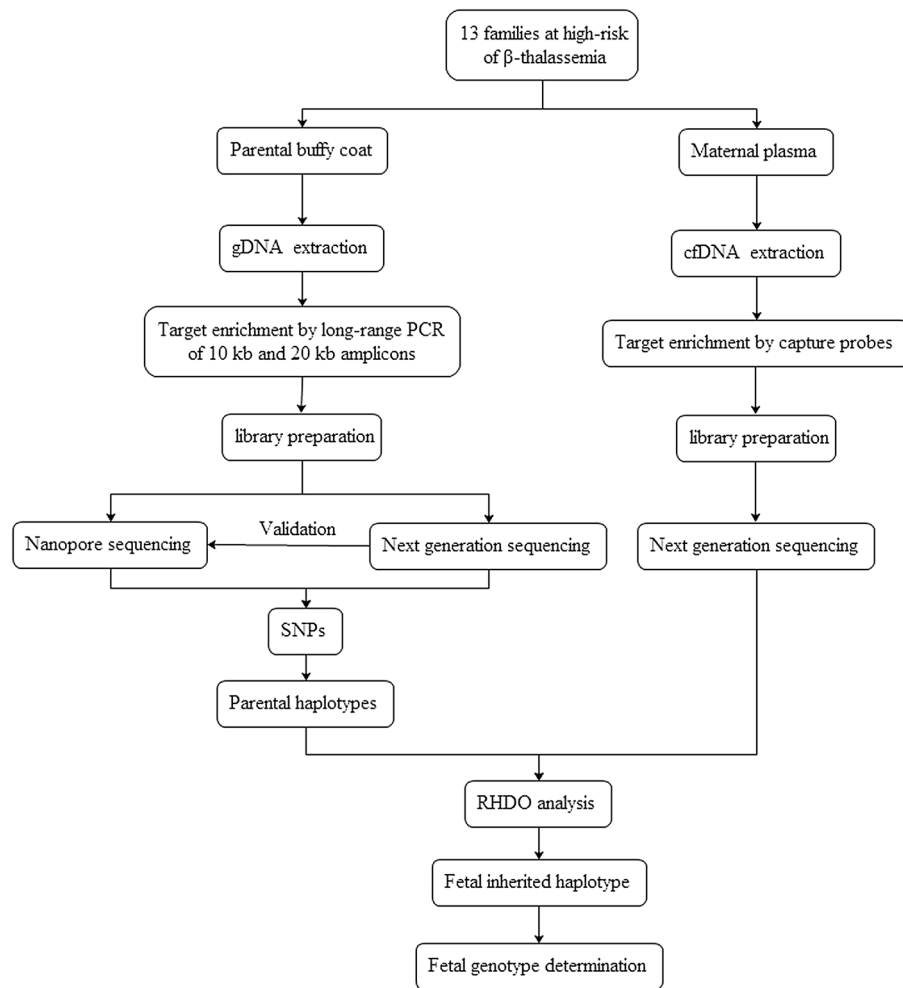 13 families at high-risk
of β-thalassemia
Parental buffy coat
Maternal plasma
gDNA extraction
cfDNA extraction
Target enrichment by long-range PCR
of 10 kb and 20 kb amplicons
Target enrichment by capture probes
library preparation
library preparation
Nanopore sequencing
Validation
Next generation sequencing
Next generation sequencing
SNPs
Parental haplotypes
RHDO analysis
Fetal inherited haplotype
Fetal genotype determination